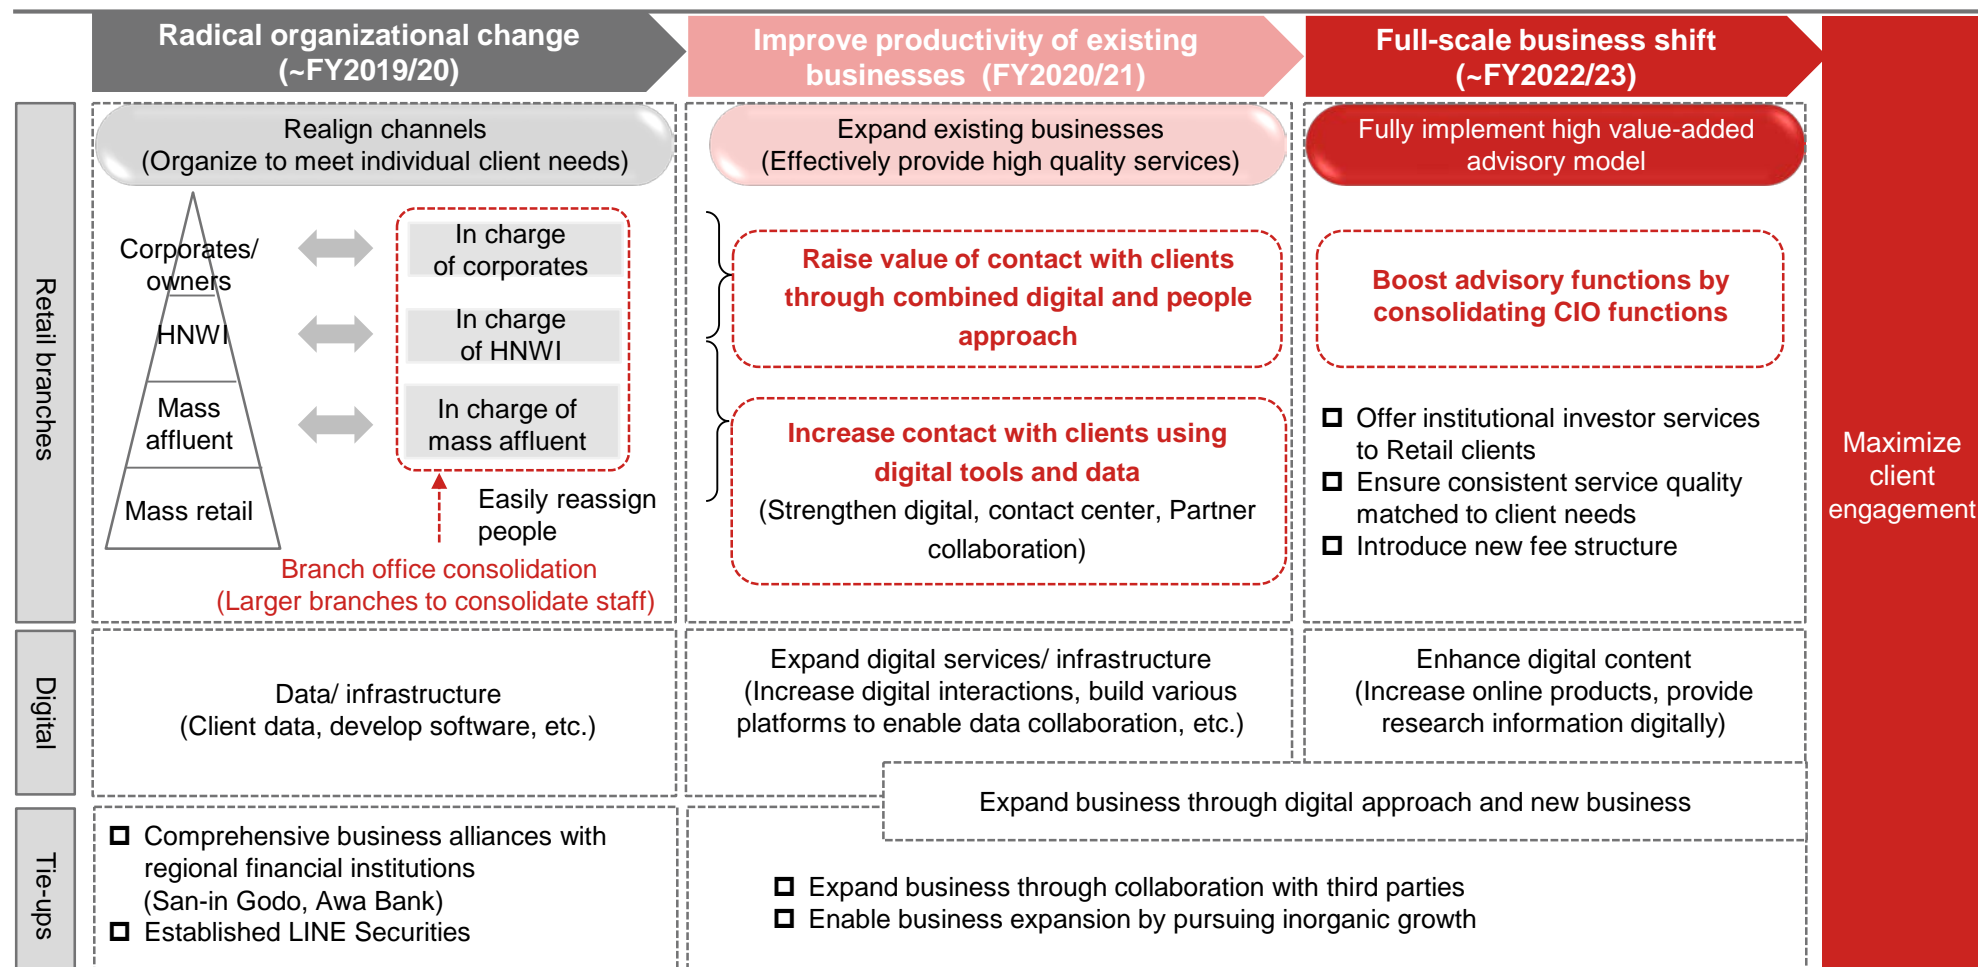 Radical organizational change
(~FY2019/20)
Improve productivity of existing
businesses (FY2020/21)
Full-scale business shift
(~FY2022/23)
Retail branches
Realign channels
(Organize to meet individual client needs)
Corporates/
owners
HNWI
Mass
affluent
Mass retail
In charge
of corporates
In charge
of HNWI
In charge of
mass affluent
Easily reassign
people
Branch office consolidation
(Larger branches to consolidate staff)
Expand existing businesses
(Effectively provide high quality services)
Raise value of contact with clients
through combined digital and people
approach
Increase contact with clients using
digital tools and data
(Strengthen digital, contact center, Partner
collaboration)
Fully implement high value-added
advisory model
Boost advisory functions by
consolidating CIO functions
Offer institutional investor services
to Retail clients
Ensure consistent service quality
matched to client needs
Introduce new fee structure
Maximize
client
engagement
Digital
Data/ infrastructure
(Client data, develop software, etc.)
Expand digital services/ infrastructure
(Increase digital interactions, build various
platforms to enable data collaboration, etc.)
Enhance digital content
(Increase online products, provide
research information digitally)
Expand business through digital approach and new business
Tie-ups
Comprehensive business alliances with
regional financial institutions
(San-in Godo, Awa Bank)
Established LINE Securities
Expand business through collaboration with third parties
Enable business expansion by pursuing inorganic growth